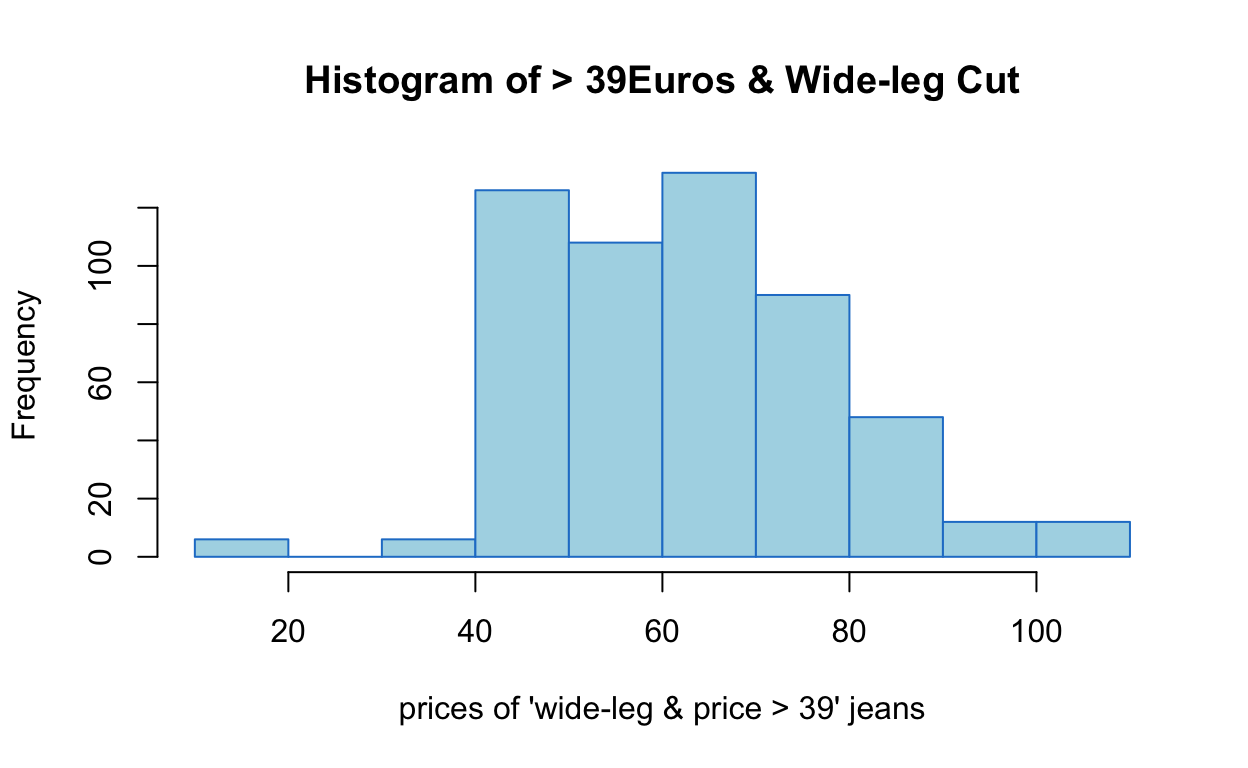 Histogram of > 39Euros & Wide-leg Cut
Frequency
100
60
20
0
20 40 60 80 100
prices of 'wide-leg & price > 39' jeans